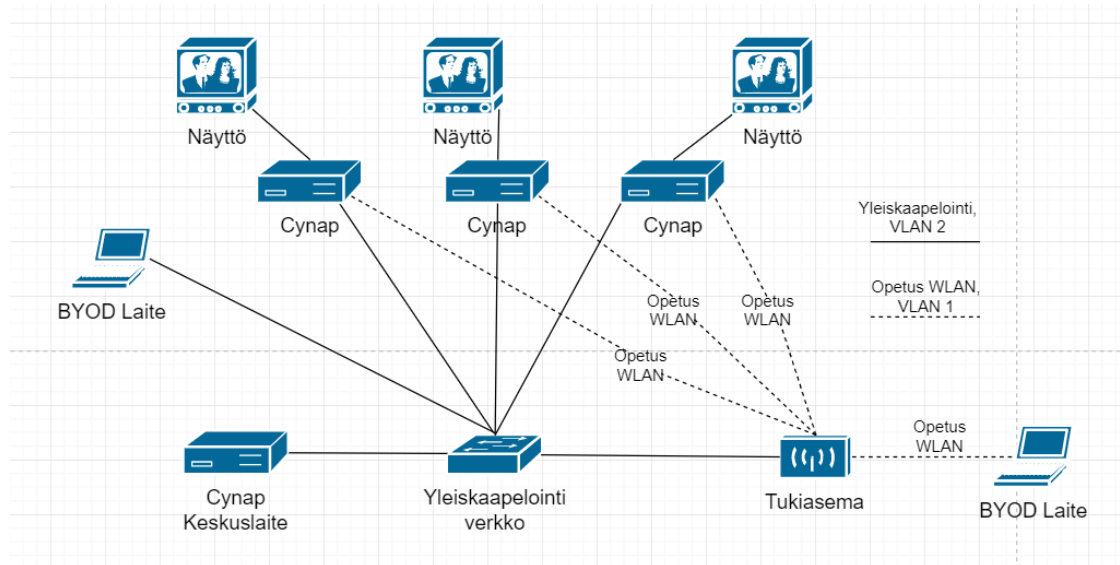 Näyttö
Näyttö
Näyttö
Cynap
Cynap
Cynap
Yleiskaapelointi,
VLAN 2
Opetus WLAN,
VLAN 1
BYOD Laite
Opetus
WLAN
Opetus
WLAN
Opetus
WLAN
Opetus
WLAN
Cynap
Keskuslaite
Yleiskaapelointi
verkko
Tukiasema
BYOD Laite